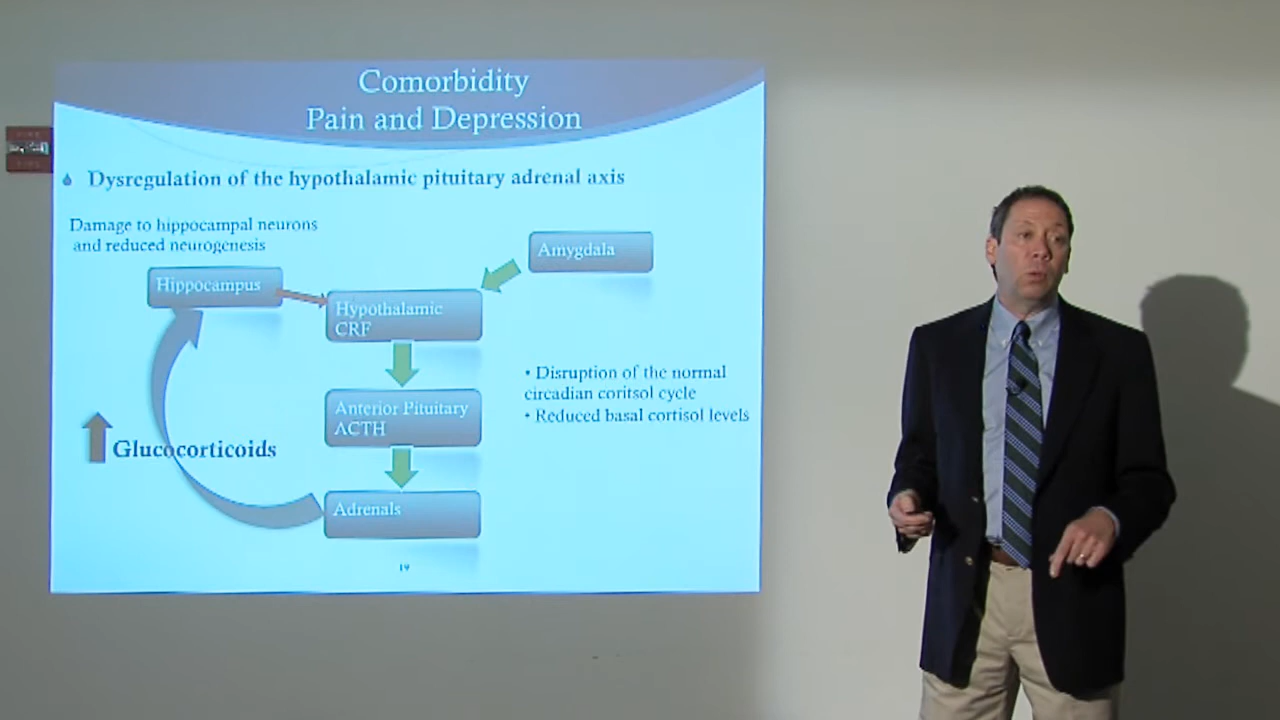 Comorbidity
Pain and Depression
Dysregulation of the hypothalamic pituitary adrenal axis
Damage to hippocampal neurons
and reduced neurogenesis
Amygdala
Hippocampus
Hypothalamic
CRF
• Disruption of the normal
circadian coritsol cycle
• Reduced basal cortisol levels
Anterior Pituitary
ACTH
Glucocorticoids
Adrenals
19